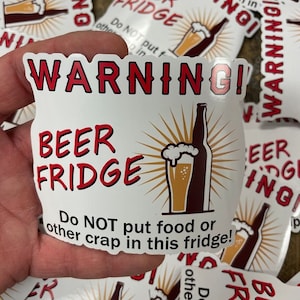 WARNING!
BEER
FRIDGE
Do NOT put food or
other crap in this fridge!